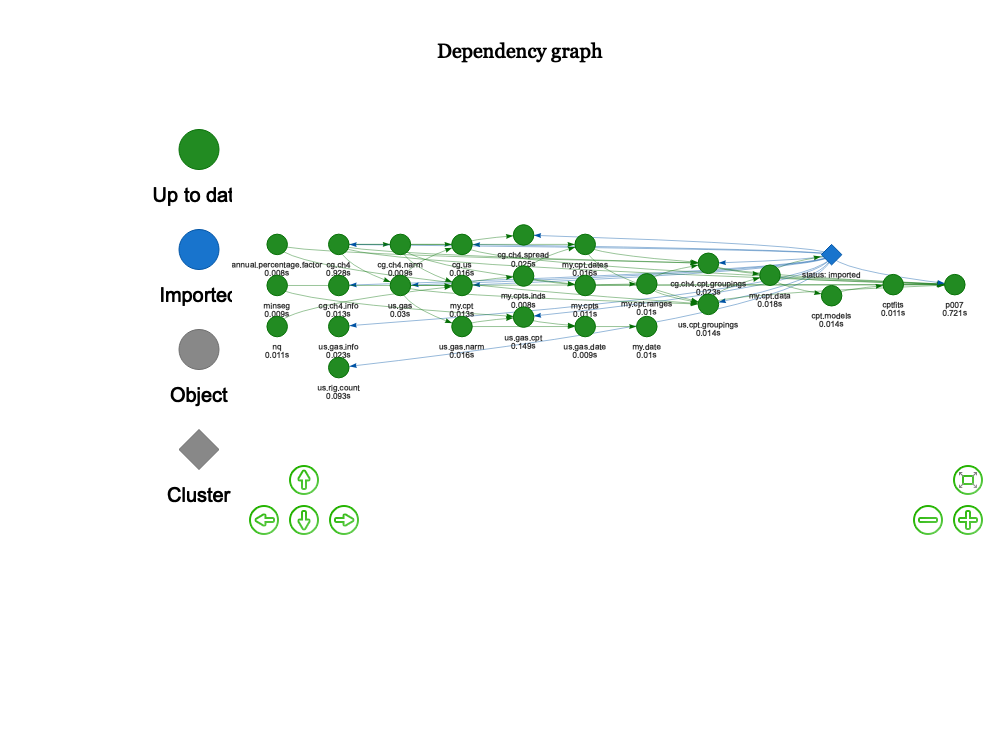 Dependency graph
Up to dat
Imported
Object
Cluster
annual.percentage.factor
0.008s
cg.ch4
0.928s
cg.ch4.narm
0.009s
cg.us
0.016s
cg.ch4.spread
0.025s
my.cpt.dates
0.016s
cg.ch4.cpt.groupings
0.023s
status: imported
minseg
0.009s
cg.ch4.info
0.013s
us.gas
0.03s
my.cpt
0.013s
my.cpts.inds
0.008s
my.cpts
0.011s
my.cpt.ranges
0.01s
us.cpt.groupings
0.014s
my.cpt.data
0.018s
cpt.models
0.014s
cptfits
0.011s
p007
0.721s
nq
0.011s
us.gas.info
0.023s
us.gas.narm
0.016s
us.gas.cpt
0.149s
us.gas.date
0.009s
my.date
0.01s
us.rig.count
0.093s